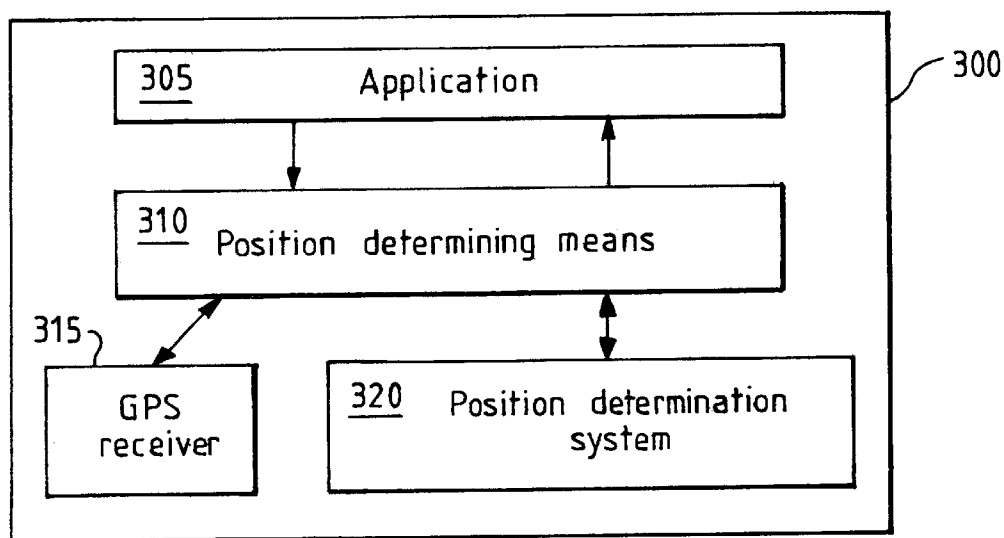 305 Application
300
310 Position determining means
315
GPS
receiver
320 Position determination
system